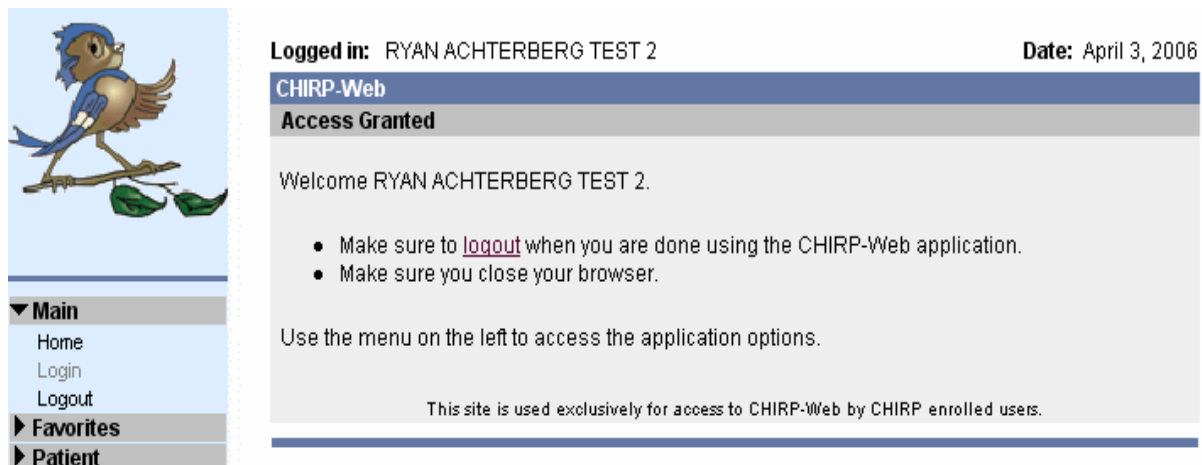 Logged in: RYAN ACHTERBERG TEST 2 Date: April 3, 2006
CHIRP-Web
Access Granted
Welcome RYAN ACHTERBERG TEST 2.
• Make sure to logout when you are done using the CHIRP-Web application.
• Make sure you close your browser.
Use the menu on the left to access the application options.
This site is used exclusively for access to CHIRP-Web by CHIRP enrolled users.
Main
Home
Login
Logout
Favorites
Patient